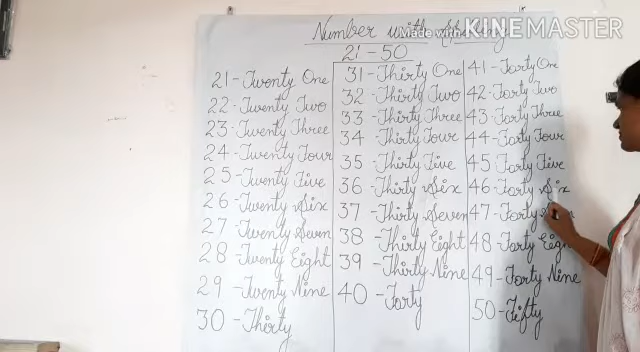 Made with KINEMASTER
Number with Spelling
21-50
21-Twenty One
22-Twenty Two
23-Twenty Three
24-Twenty Four
25-Twenty Five
26-Twenty Six
27-Twenty Seven
28-Twenty Eight
29-Twenty Nine
30-Thirty
31-Thirty One
32-Thirty Two
33-Thirty Three
34-Thirty Four
35-Thirty Five
36-Thirty Six
37-Thirty Seven
38-Thirty Eight
39-Thirty Nine
40-Forty
41-Forty One
42-Forty Two
43-Forty Three
44-Forty Four
45-Forty Five
46-Forty Six
47-Forty
48-Forty Eigh
49-Forty Nine
50-Fifty